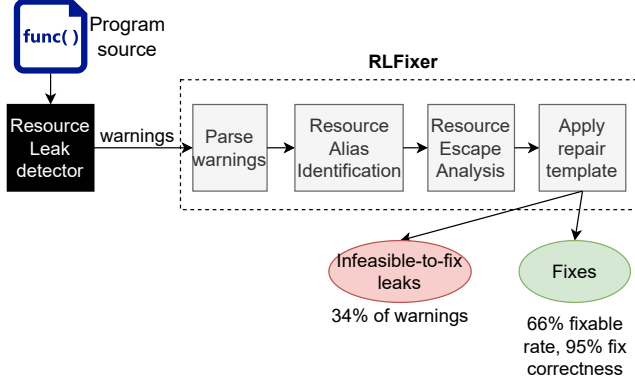 func( )
Program
source
RLFixer
Resource
Leak
detector
warnings
Parse
warnings
Resource
Alias
Identification
Resource
Escape
Analysis
Apply
repair
template
Infeasible-to-fix
leaks
34% of warnings
Fixes
66% fixable
rate, 95% fix
correctness